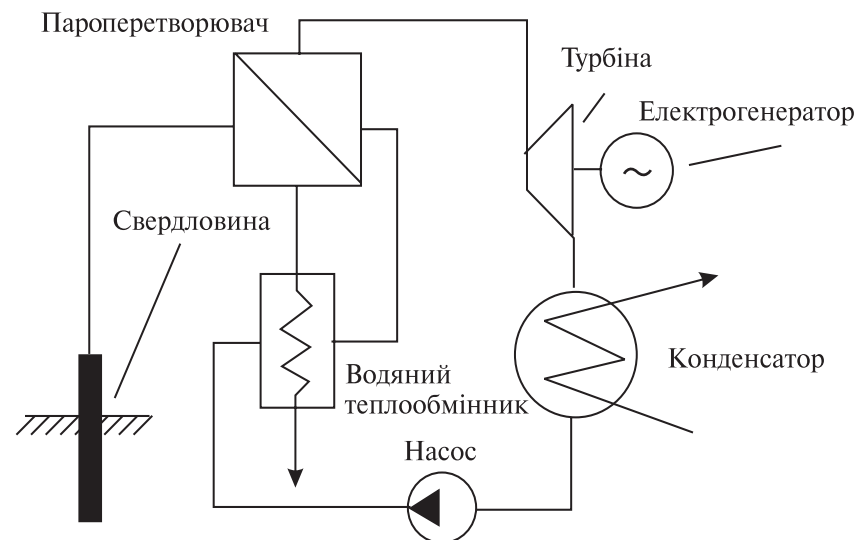 Пароперетворювач
Турбіна
Електрогенератор
Свердловина
Конденсатор
Водяний
теплообмінник
Насос